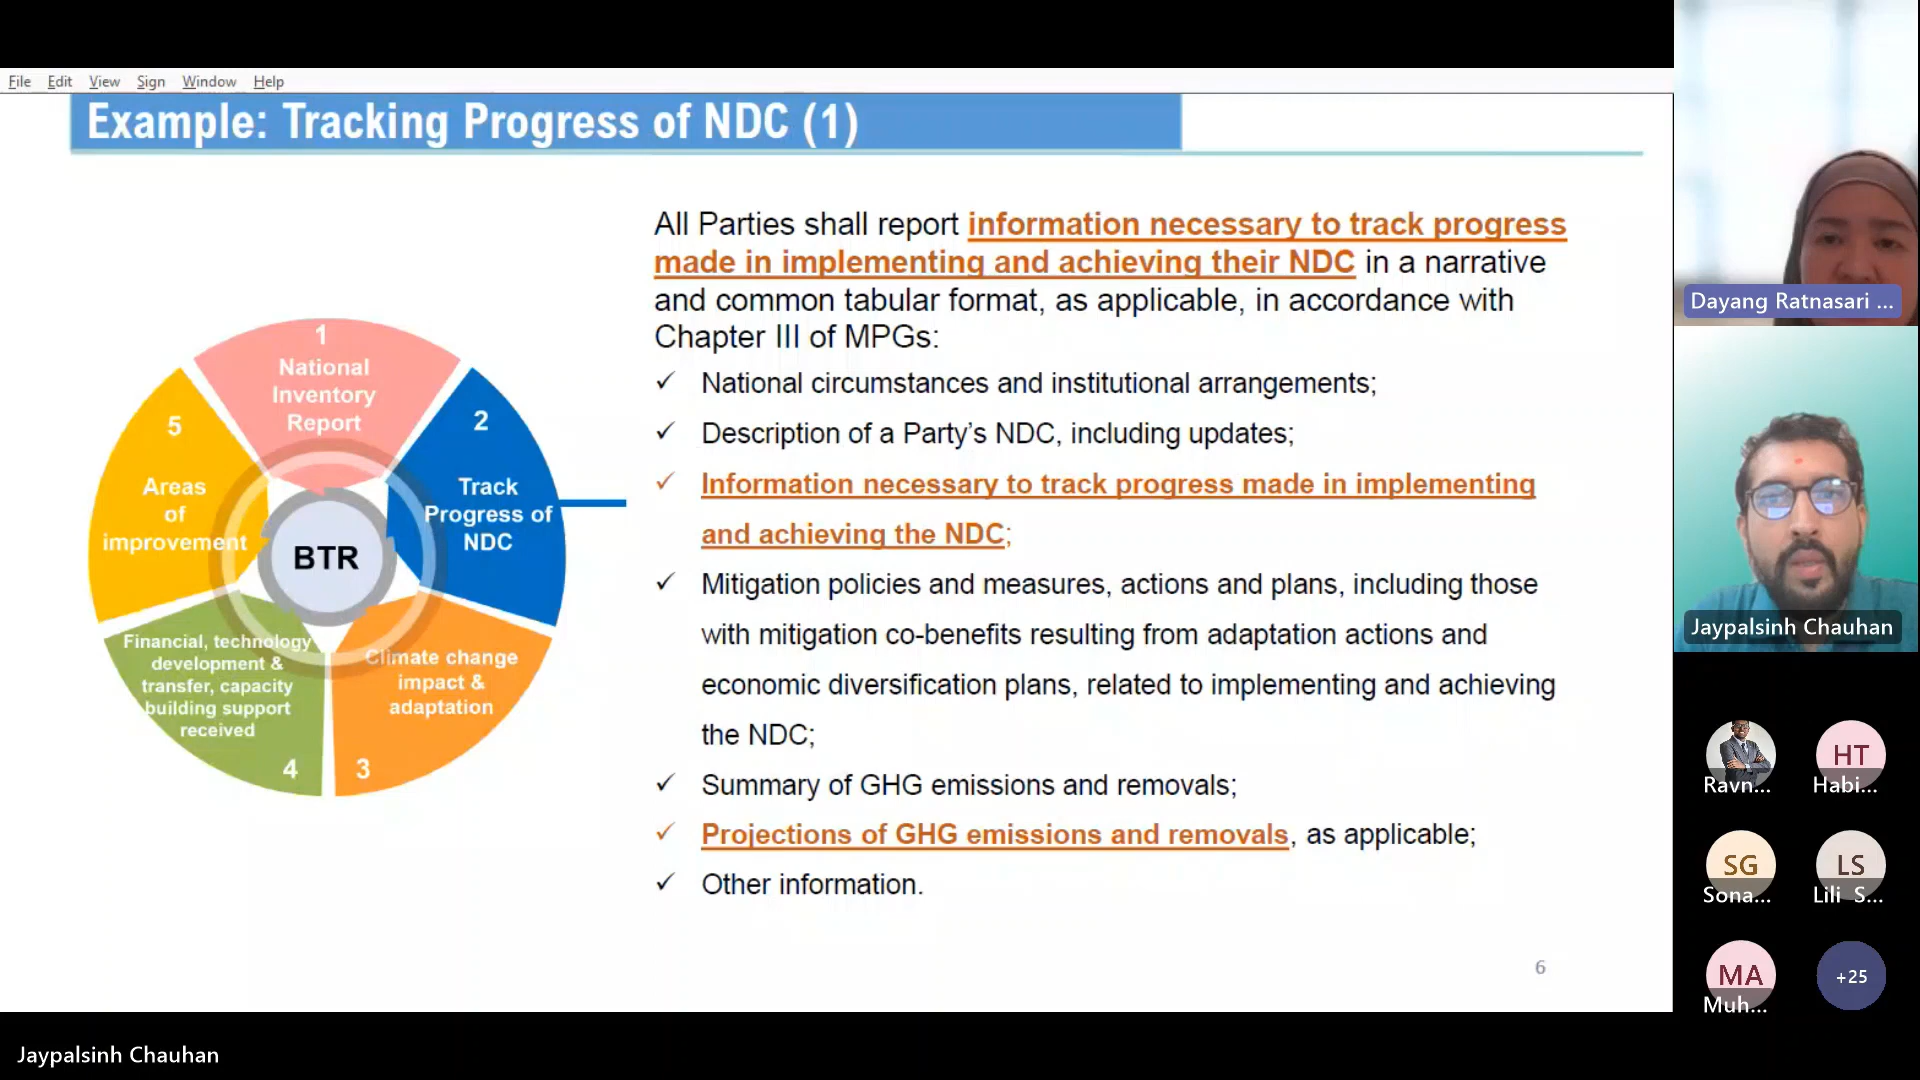 File Edit View Sign Window Help
Example: Tracking Progress of NDC (1)
All Parties shall report information necessary to track progress
made in implementing and achieving their NDC in a narrative
and common tabular format, as applicable, in accordance with
Chapter III of MPGs:
✓ National circumstances and institutional arrangements;
✓ Description of a Party’s NDC, including updates;
✓ Information necessary to track progress made in implementing
and achieving the NDC;
✓ Mitigation policies and measures, actions and plans, including those
with mitigation co-benefits resulting from adaptation actions and
economic diversification plans, related to implementing and achieving
the NDC;
✓ Summary of GHG emissions and removals;
✓ Projections of GHG emissions and removals, as applicable;
✓ Other information.
1
National
Inventory
Report
2
Track
Progress of
NDC
3
Climate change
impact &
adaptation
4
Financial, technology
development &
transfer, capacity
building support
received
5
Areas
of
improvement
BTR
6
Dayang Ratnasari ...
Jaypalsinh Chauhan
Ravn...
HT
Habi...
SG
Sona...
LS
Lili S...
MA
Muh...
+25
Jaypalsinh Chauhan